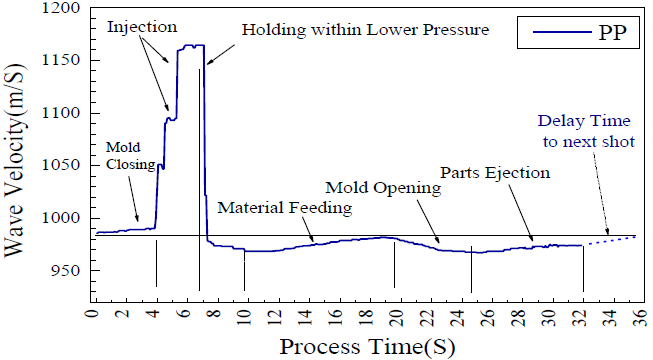 1200
1150
1100
1050
1000
950
Wave Velocity(m/S)
Injection
Holding within Lower Pressure
PP
Mold
Closing
Delay Time
to next shot
Parts Ejection
Mold Opening
Material Feeding
0 2 4 6 8 10 12 14 16 18 20 22 24 26 28 30 32 34 36
Process Time(S)